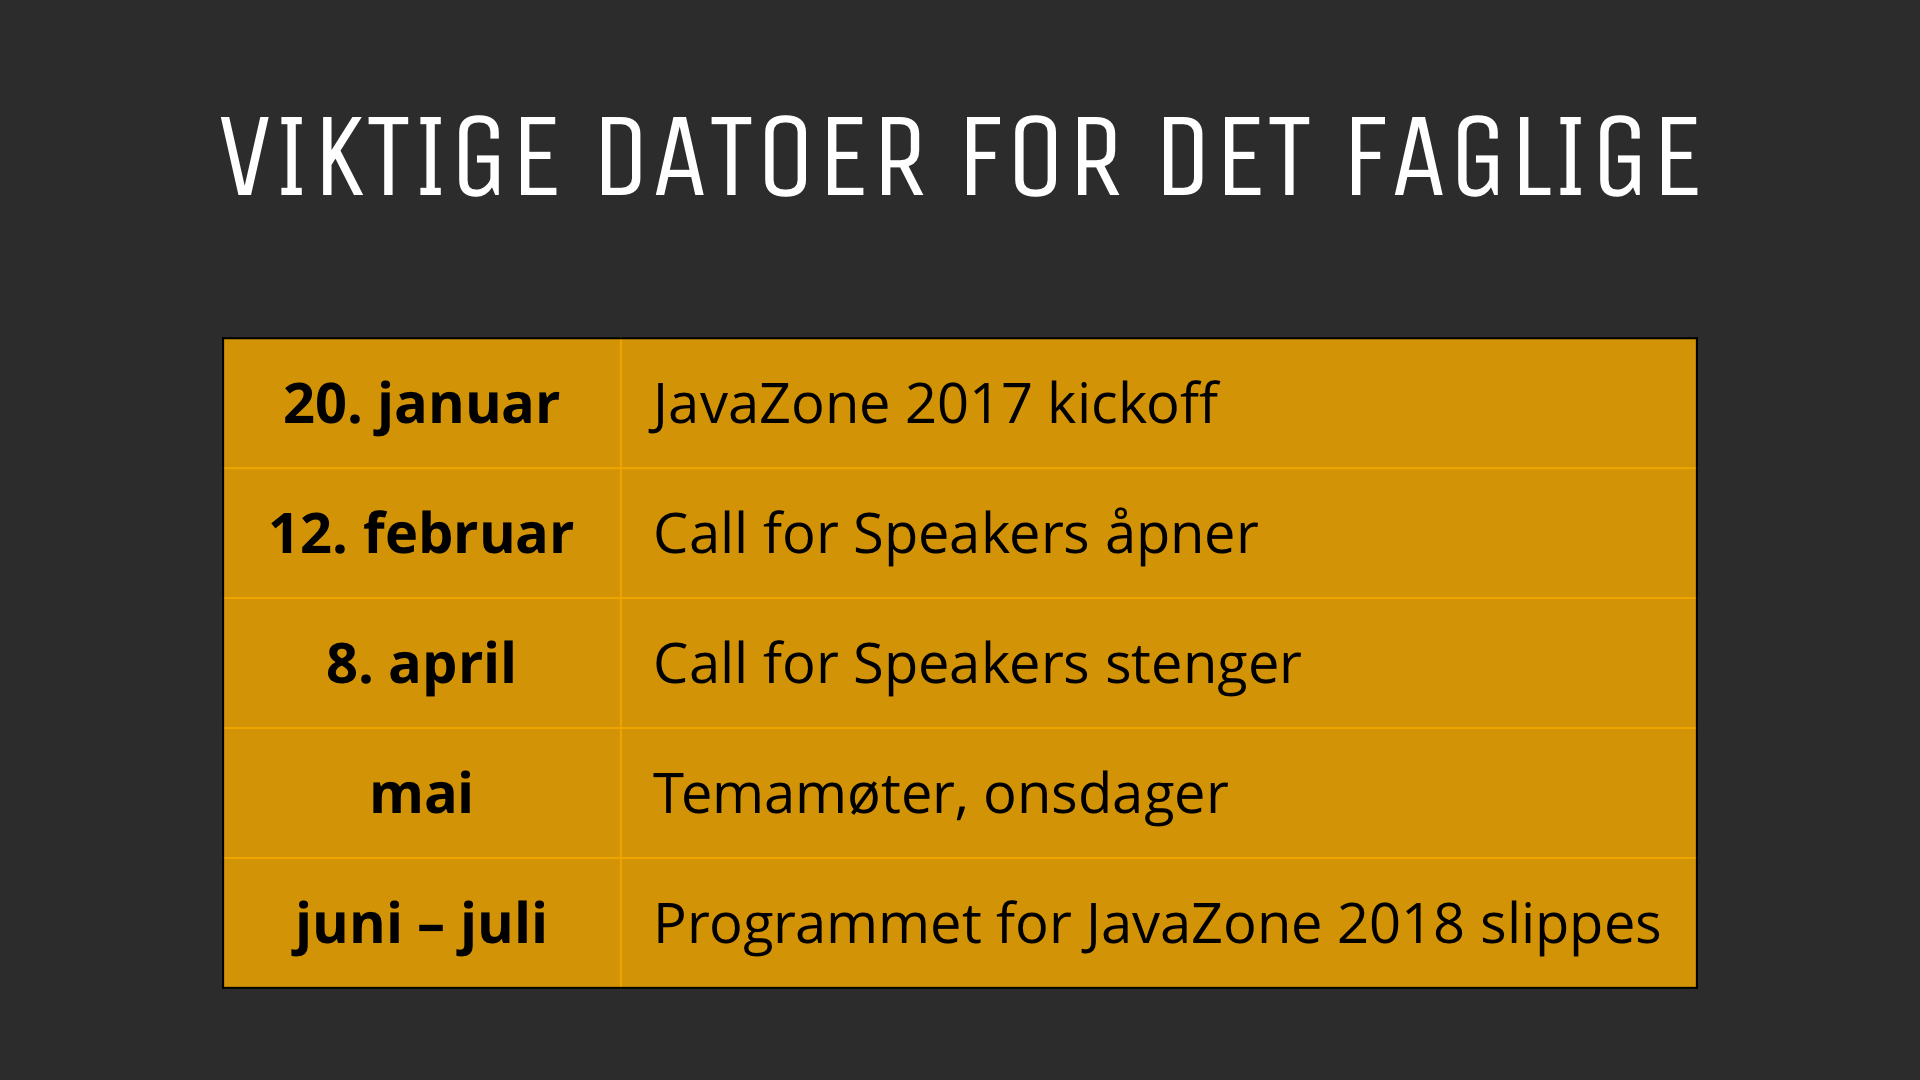 VIKTIGE DATOER FOR DET FAGLIGE
20. januar JavaZone 2017 kickoff
12. februar Call for Speakers åpner
8. april Call for Speakers stenger
mai Temamøter, onsdager
juni – juli Programmet for JavaZone 2018 slippes